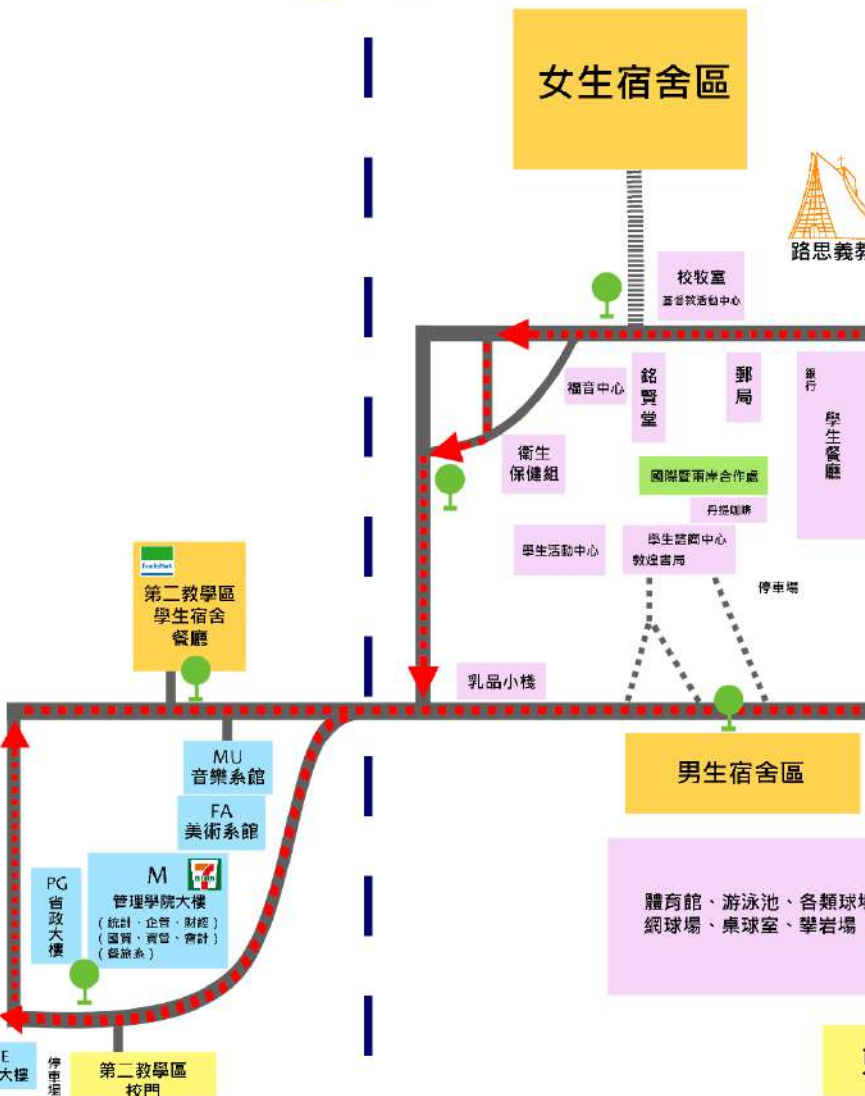 女生宿舍區
路思義教
校牧室
基督教活動中心
福音中心
銘賢堂
郵局
銀行
學生餐廳
衛生
保健組
國際暨兩岸合作處
丹堤咖啡
學生活動中心
學生諮商中心
敦煌書局
停車場
FamilyMart
第二教學區
學生宿舍
餐廳
乳品小棧
MU
音樂系館
FA
美術系館
男生宿舍區
M
管理學院大樓
(統計、企管、財經)
(國貿、資管、會計)
(餐旅系)
PG
省政大樓
體育館、游泳池、各類球場
網球場、桌球室、攀岩場
E
大樓
停車場
第二教學區
校門